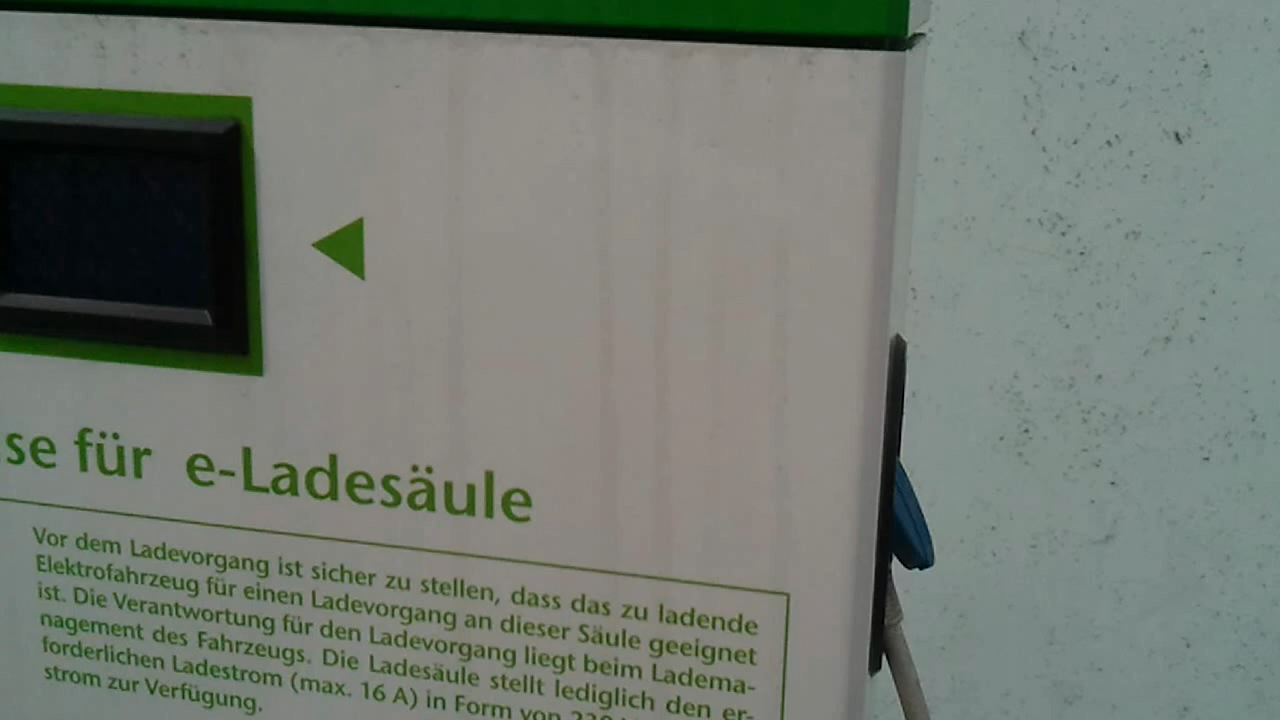 se für e-Ladesäule
Vor dem Ladevorgang ist sicher zu stellen, dass das zu ladende
Elektrofahrzeug für einen Ladevorgang an dieser Säule geeignet
ist. Die Verantwortung für den Ladevorgang liegt beim Ladema-
nagement des Fahrzeugs. Die Ladesäule stellt lediglich den er-
forderlichen Ladestrom (max. 16 A) in Form von
strom zur Verfügung.